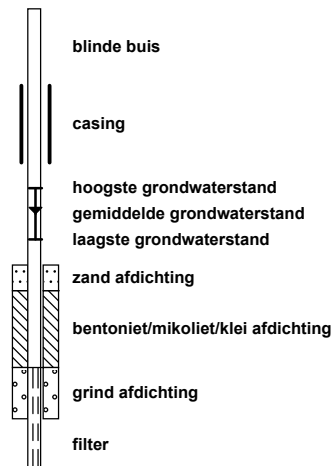 blinde buis
casing
hoogste grondwaterstand
gemiddelde grondwaterstand
laagste grondwaterstand
zand afdichting
bentoniet/mikoliet/klei afdichting
grind afdichting
filter